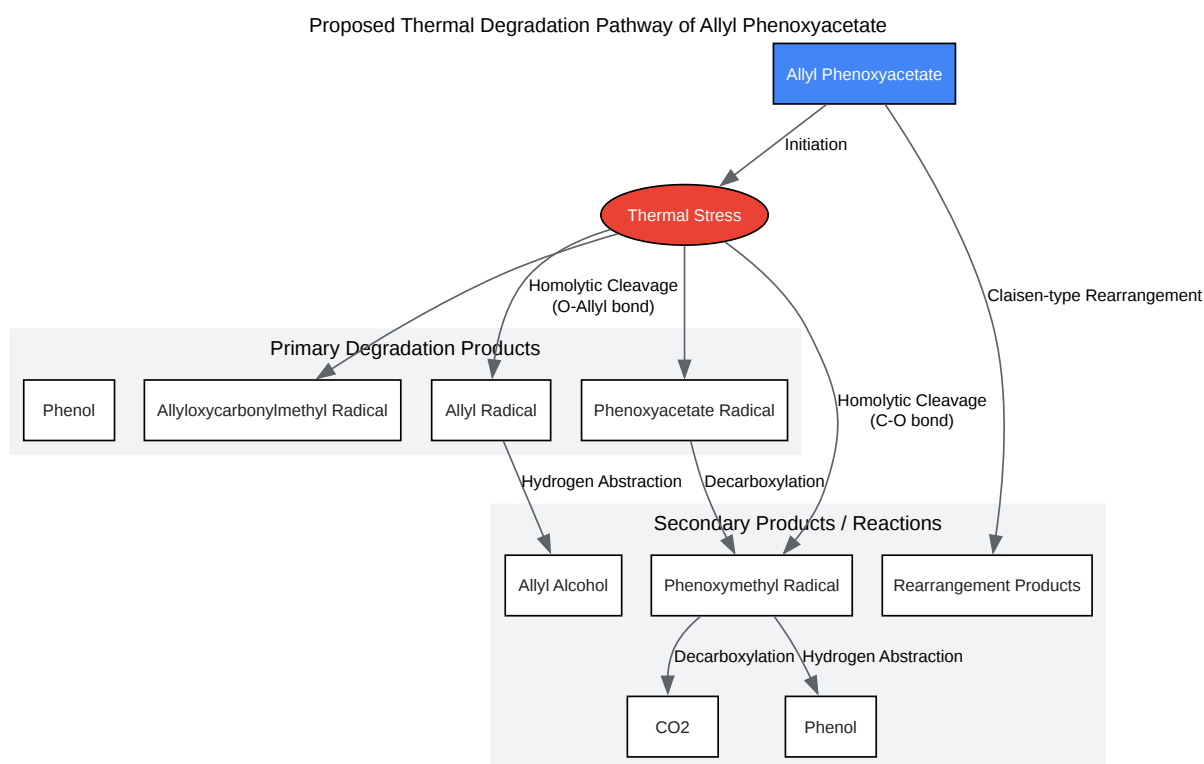 Proposed Thermal Degradation Pathway of Allyl Phenoxyacetate
Allyl Phenoxyacetate
Initiation
Thermal Stress
Homolytic Cleavage
(O-Allyl bond)
Claisen-type Rearrangement
Primary Degradation Products
Phenol
Allyloxycarbonylmethyl Radical
Allyl Radical
Phenoxyacetate Radical
Homolytic Cleavage
(C-O bond)
Hydrogen Abstraction
Decarboxylation
Secondary Products / Reactions
Allyl Alcohol
Phenoxymethyl Radical
Rearrangement Products
Decarboxylation
Hydrogen Abstraction
CO2
Phenol